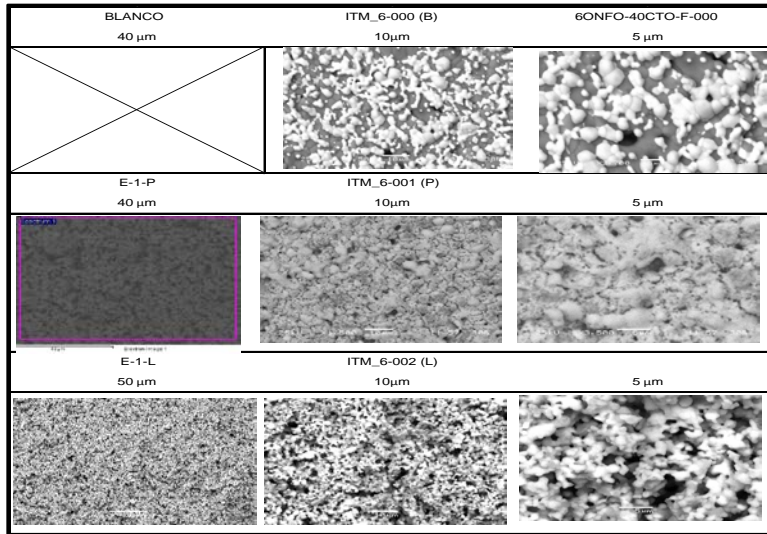 BLANCO ITM_6-000 (B) 6ONFO-40CTO-F-000
40 μm 10μm 5 μm
E-1-P ITM_6-001 (P)
40 μm 10μm 5 μm
E-1-L ITM_6-002 (L)
50 μm 10μm 5 μm